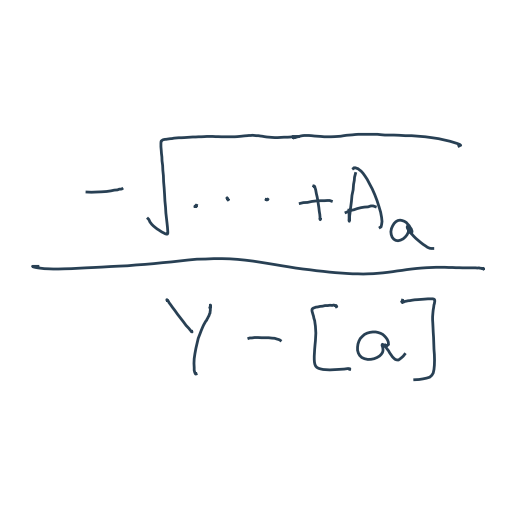 -√.... + A_a
Y - [a]